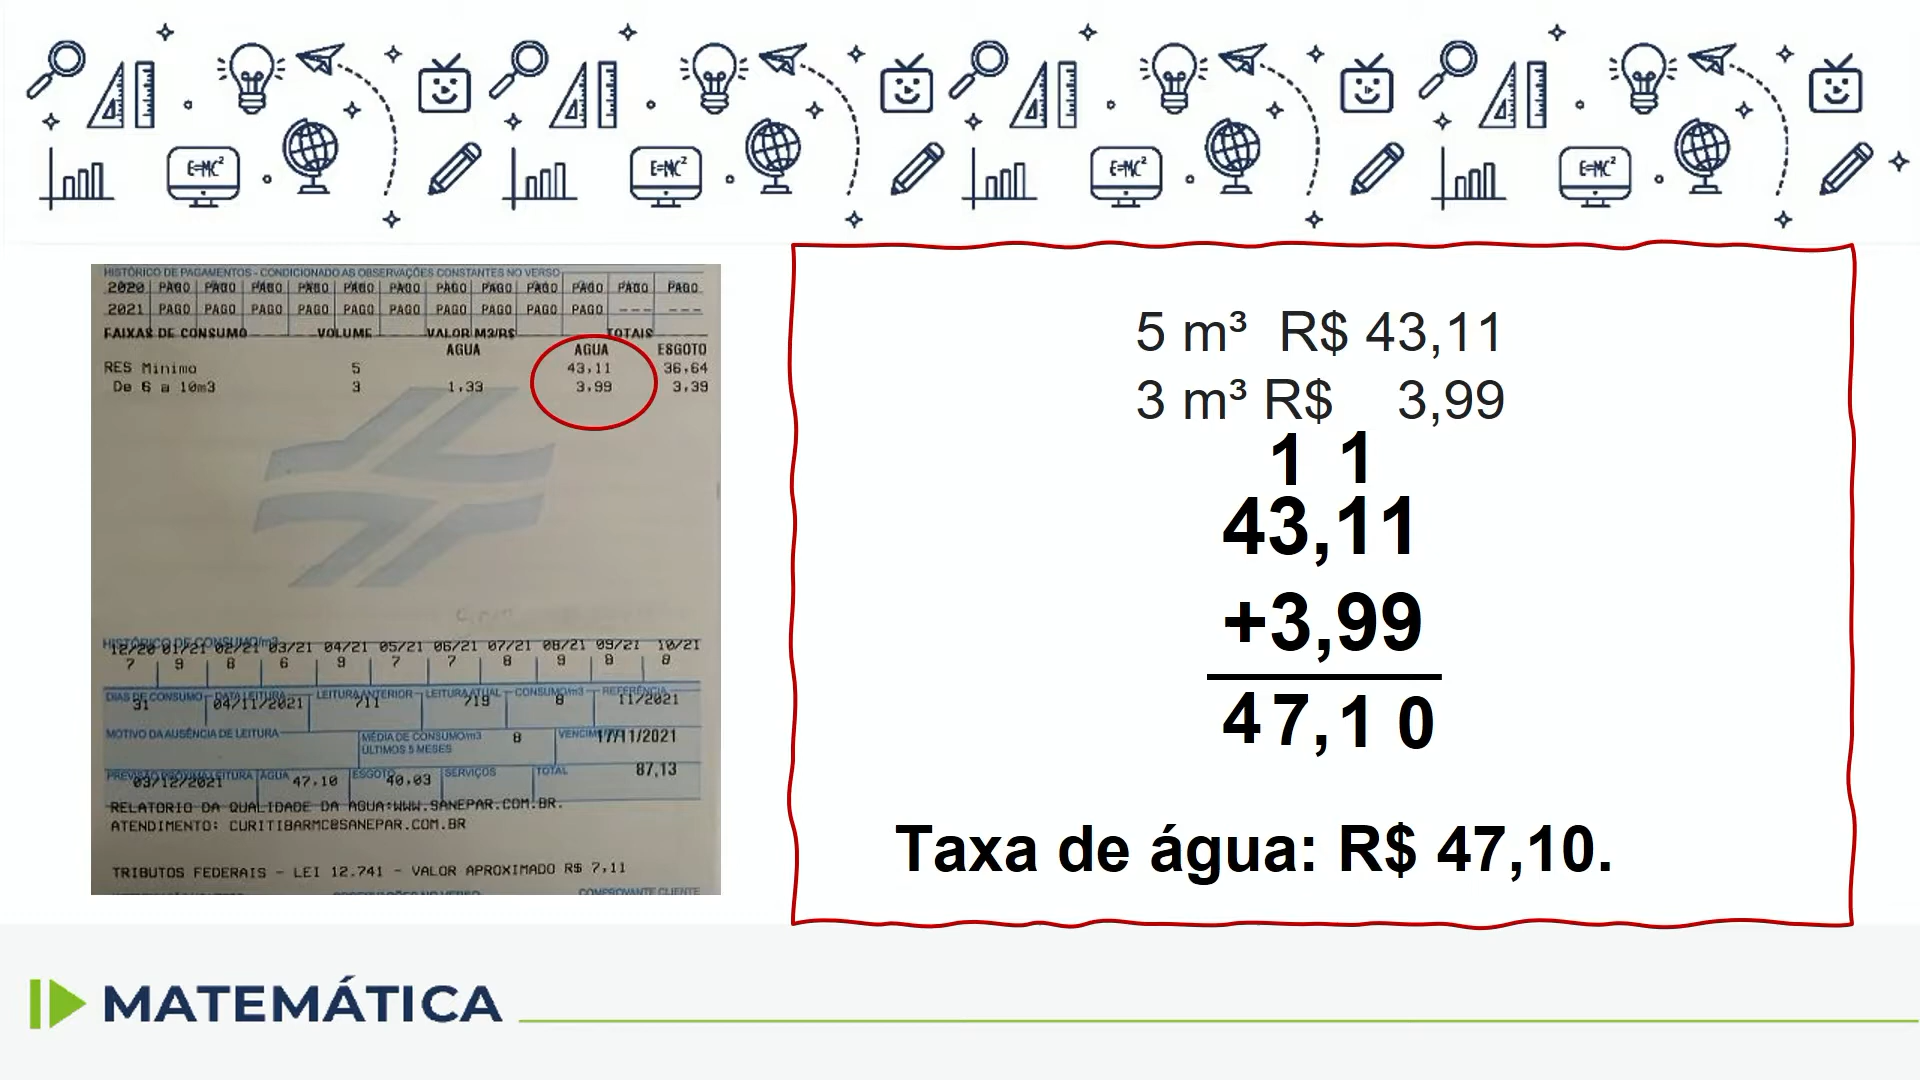 E=MC² E=MC² E=MC² E=MC²
HISTÓRICO DE PAGAMENTOS - CONDICIONADO AS OBSERVAÇÕES CONSTANTES NO VERSO
2020 PAGO PAGO PAGO PAGO PAGO PAGO PAGO PAGO PAGO PAGO PAGO PAGO
2021 PAGO PAGO PAGO PAGO PAGO PAGO PAGO PAGO PAGO PAGO --- ---
FAIXAS DE CONSUMO VOLUME VALOR M3/R$ TOTAIS
AGUA AGUA ESGOTO
RES Minimo 5 43,11 36,64
De 6 a 10m3 3 1,33 3,99 3,39
HISTÓRICO DE CONSUMO/m3
12/20 01/21 02/21 03/21 04/21 05/21 06/21 07/21 08/21 09/21 10/21
7 9 8 6 9 7 7 8 9 8 8
DIAS DE CONSUMO DATA LEITURA LEITURA ANTERIOR LEITURA ATUAL CONSUMO/m3 REFERÊNCIA
31 04/11/2021 711 719 8 11/2021
MOTIVO DA AUSÊNCIA DE LEITURA MÉDIA DE CONSUMO/m3 8 17/11/2021
ÚLTIMOS 5 MESES
PREVISÃO PRÓXIMA LEITURA ÁGUA ESGOTO SERVIÇOS TOTAL
03/12/2021 47,10 40,03 87,13
RELATORIO DA QUALIDADE DA AGUA:WWW.SANEPAR.COM.BR.
ATENDIMENTO: CURITIBARMC@SANEPAR.COM.BR
TRIBUTOS FEDERAIS - LEI 12.741 - VALOR APROXIMADO R$ 7,11
COMPROVANTE CLIENTE
5 m³ R$ 43,11
3 m³ R$ 3,99
1 1
43,11
+3,99
47,10
Taxa de água: R$ 47,10.
MATEMÁTICA